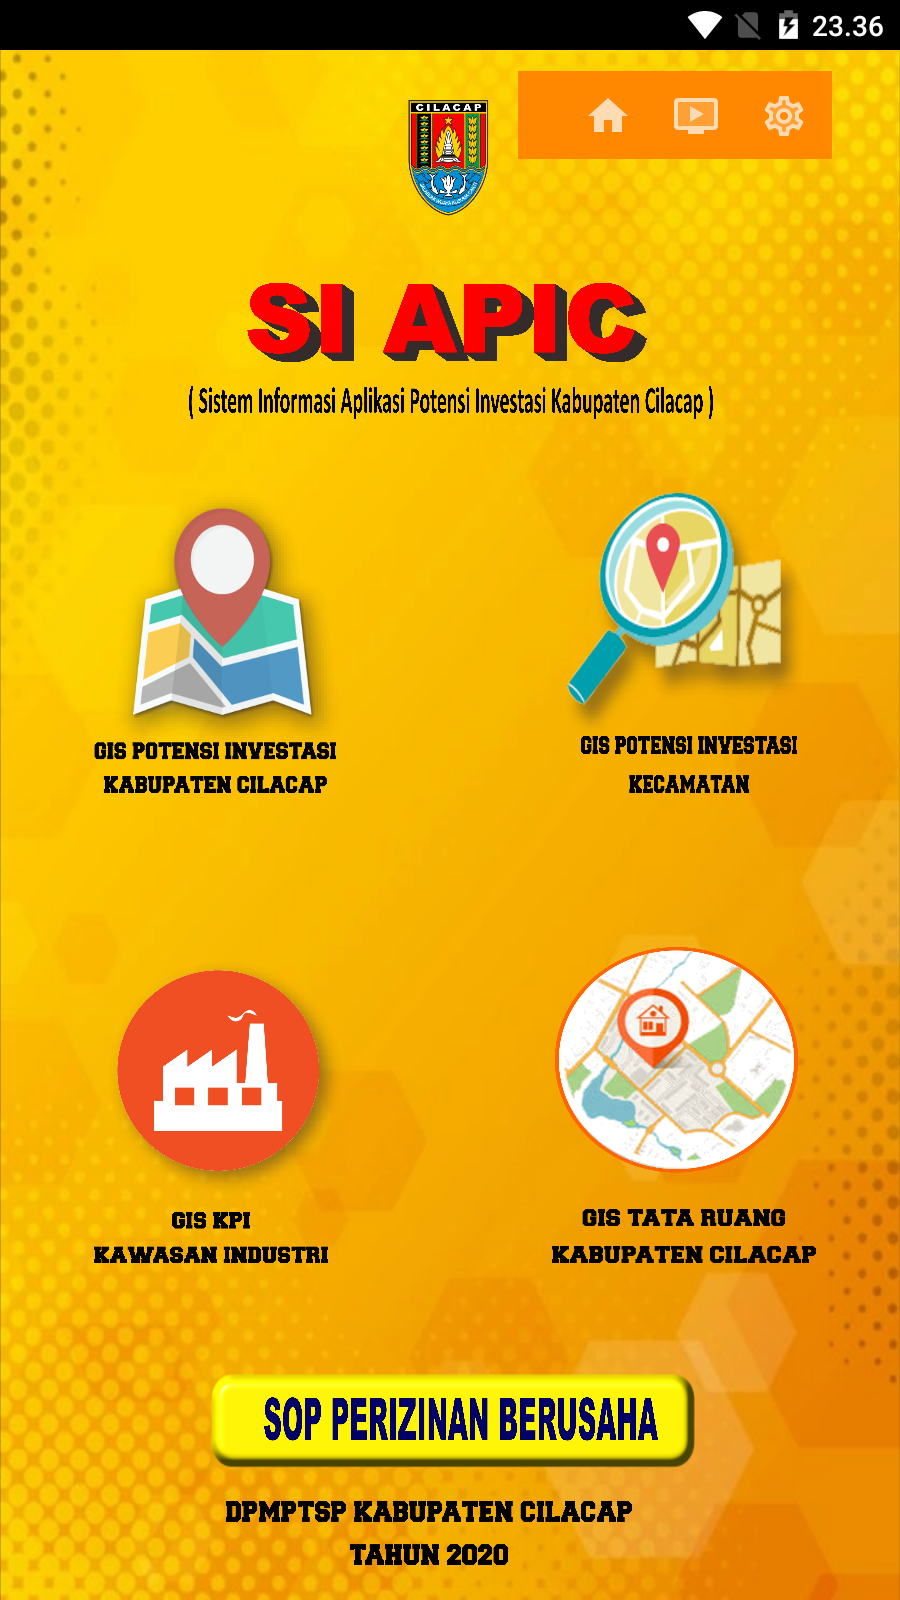 23.36
CILACAP
SI APIC
( Sistem Informasi Aplikasi Potensi Investasi Kabupaten Cilacap )
GIS POTENSI INVESTASI
KABUPATEN CILACAP
GIS POTENSI INVESTASI
KECAMATAN
GIS KPI
KAWASAN INDUSTRI
GIS TATA RUANG
KABUPATEN CILACAP
SOP PERIZINAN BERUSAHA
DPMPTSP KABUPATEN CILACAP
TAHUN 2020